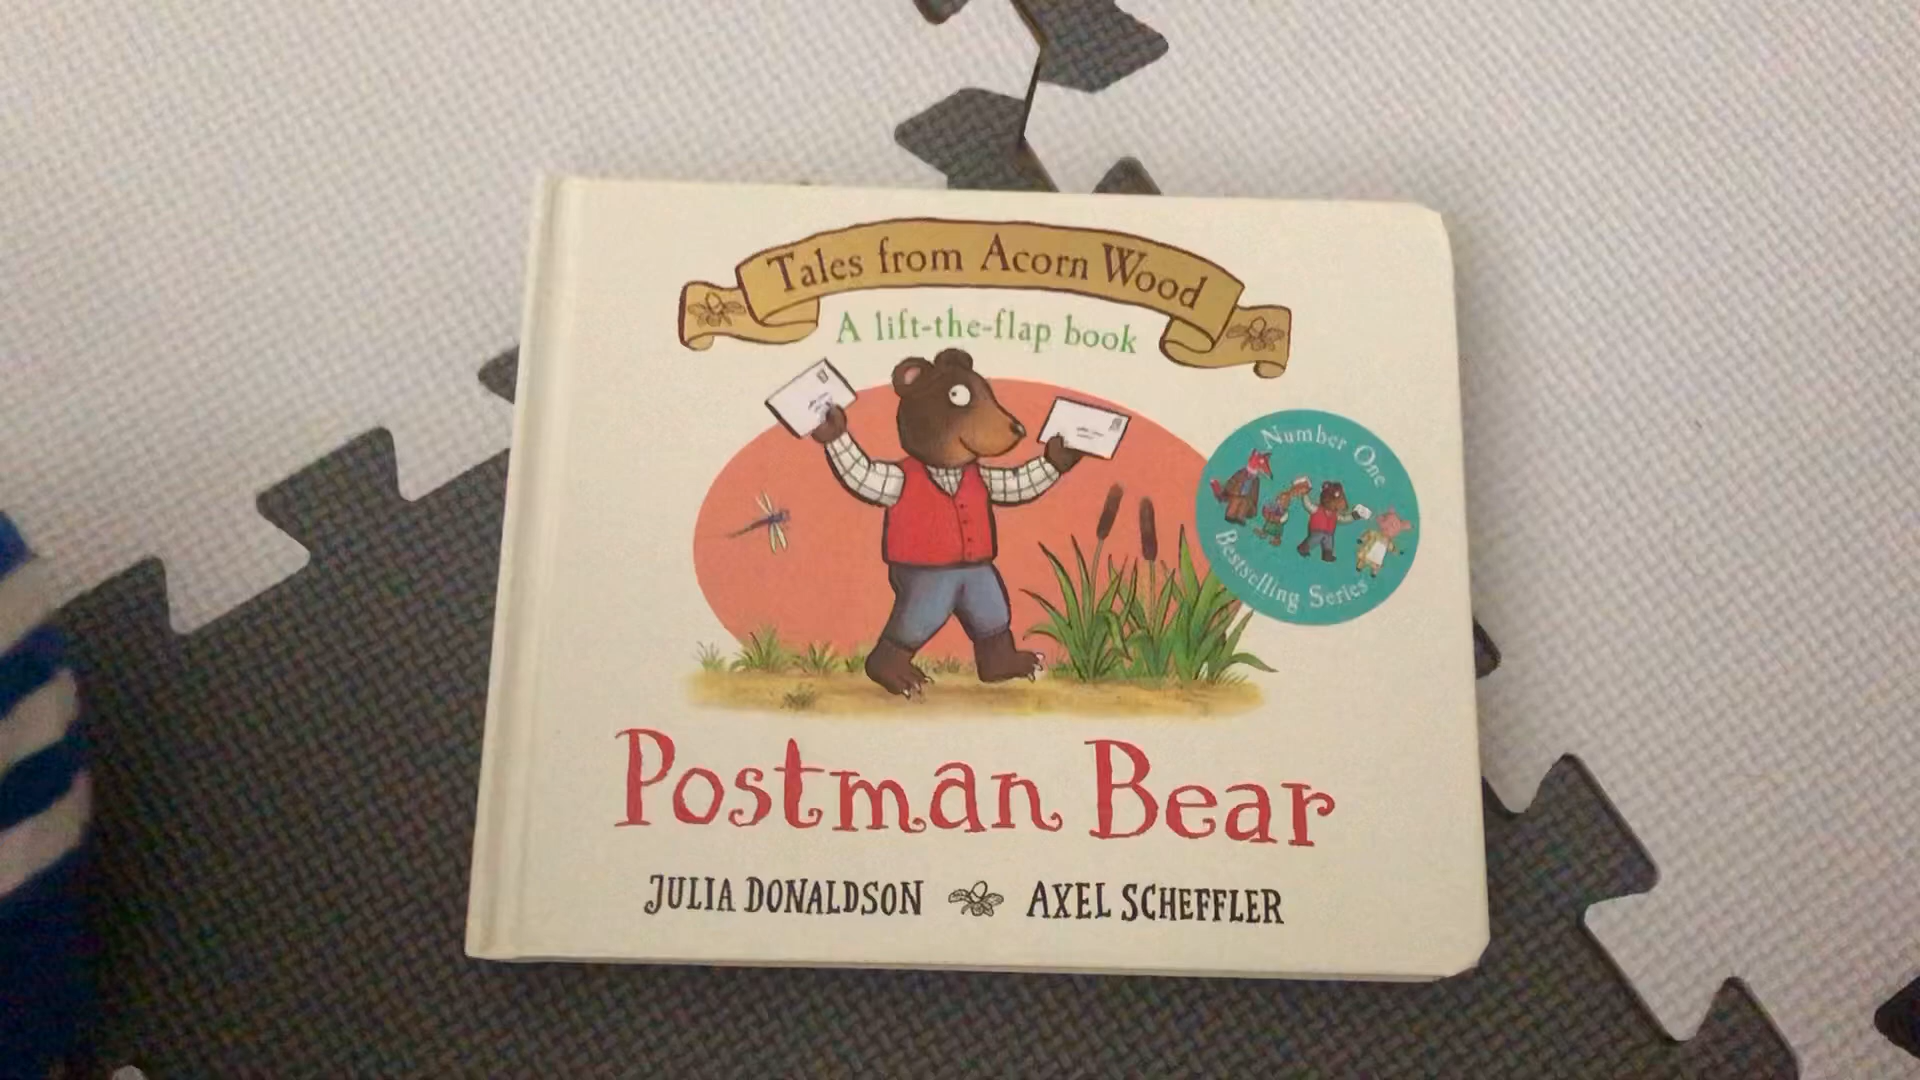 Tales from Acorn Wood
A lift-the-flap book
Number One
Bestselling Series
Postman Bear
JULIA DONALDSON AXEL SCHEFFLER